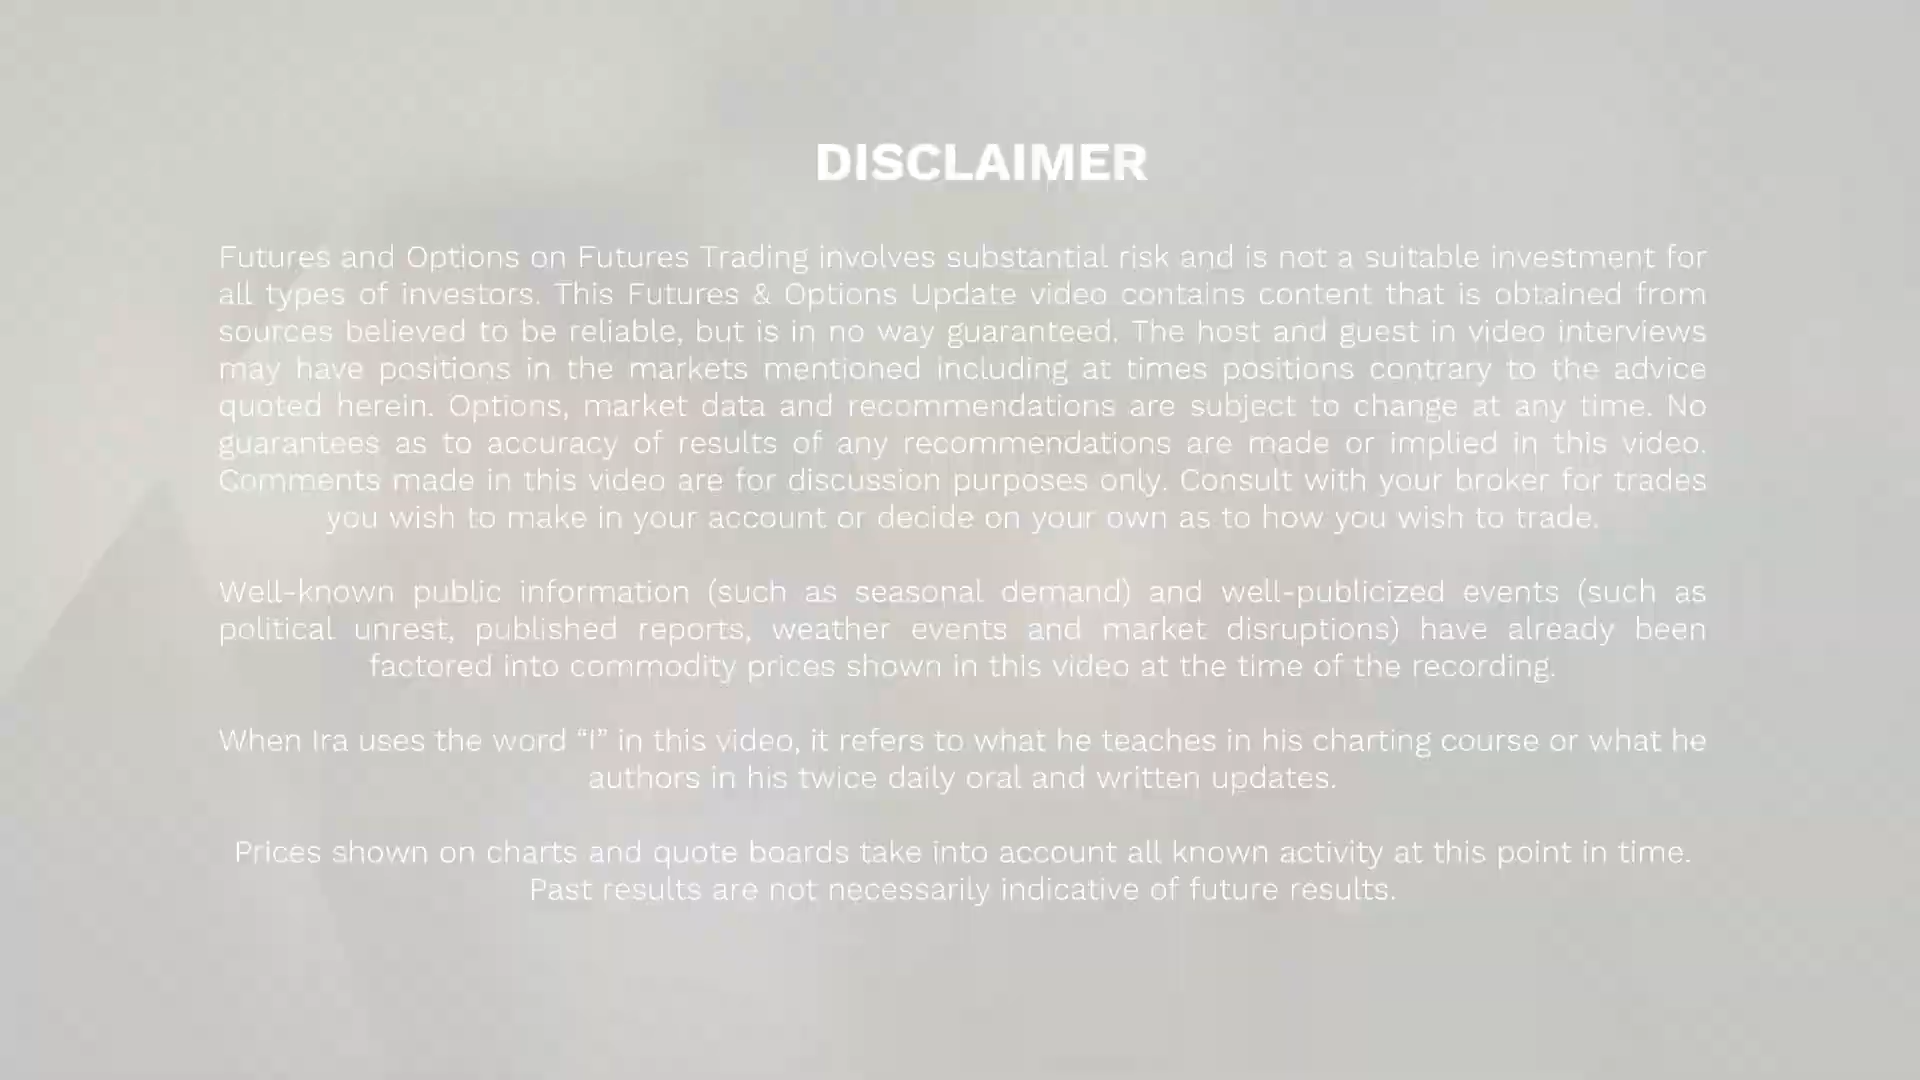 DISCLAIMER
Futures and Options on Futures Trading involves substantial risk and is not a suitable investment for
all types of investors. This Futures & Options Update video contains content that is obtained from
sources believed to be reliable, but is in no way guaranteed. The host and guest in video interviews
may have positions in the markets mentioned including at times positions contrary to the advice
quoted herein. Options, market data and recommendations are subject to change at any time. No
guarantees as to accuracy of results of any recommendations are made or implied in this video.
Comments made in this video are for discussion purposes only. Consult with your broker for trades
you wish to make in your account or decide on your own as to how you wish to trade.
Well-known public information (such as seasonal demand) and well-publicized events (such as
political unrest, published reports, weather events and market disruptions) have already been
factored into commodity prices shown in this video at the time of the recording.
When Ira uses the word “I” in this video, it refers to what he teaches in his charting course or what he
authors in his twice daily oral and written updates.
Prices shown on charts and quote boards take into account all known activity at this point in time.
Past results are not necessarily indicative of future results.